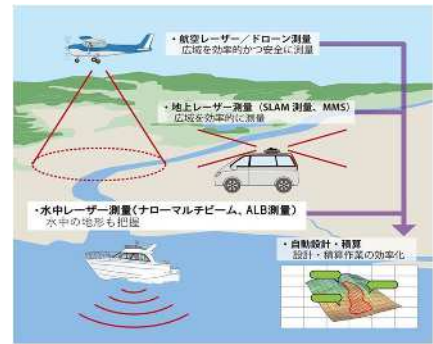 ・航空レーザー／ドローン測量
広域を効率的かつ安全に測量
・地上レーザー測量（SLAM 測量、MMS）
広域を効率的に測量
・水中レーザー測量（ナローマルチビーム、ALB測量）
水中の地形も把握
・自動設計・積算
設計・積算作業の効率化